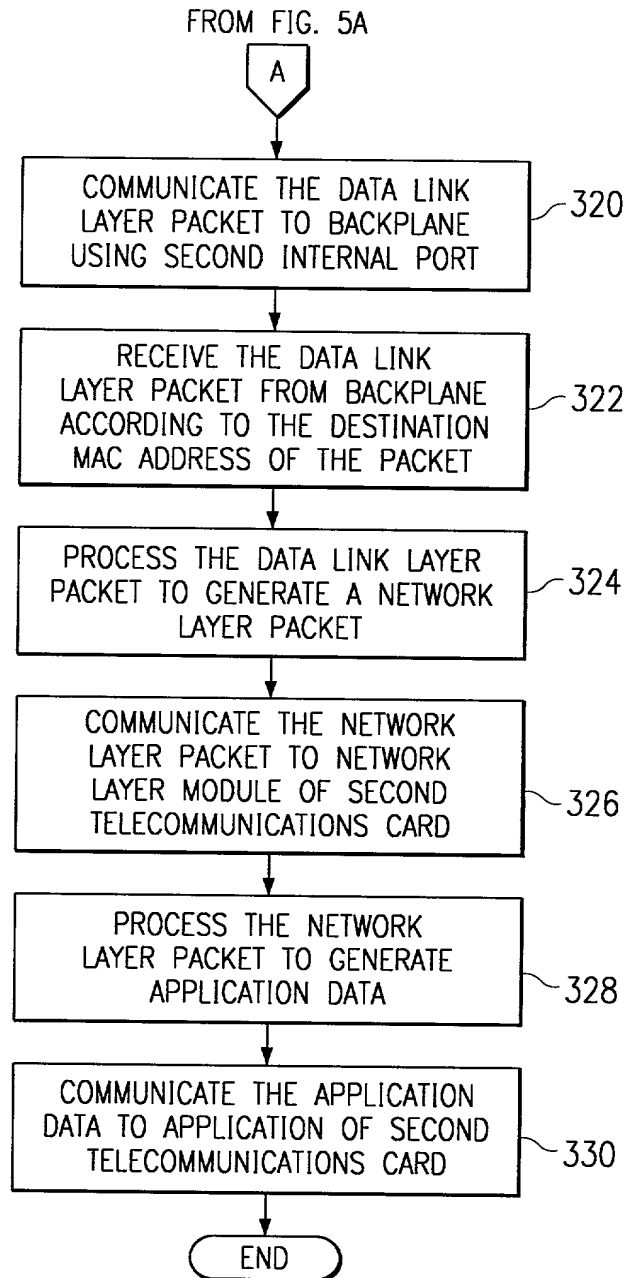 FROM FIG. 5A
A
COMMUNICATE THE DATA LINK
LAYER PACKET TO BACKPLANE
USING SECOND INTERNAL PORT
320
RECEIVE THE DATA LINK
LAYER PACKET FROM BACKPLANE
ACCORDING TO THE DESTINATION
MAC ADDRESS OF THE PACKET
322
PROCESS THE DATA LINK LAYER
PACKET TO GENERATE A NETWORK
LAYER PACKET
324
COMMUNICATE THE NETWORK
LAYER PACKET TO NETWORK
LAYER MODULE OF SECOND
TELECOMMUNICATIONS CARD
326
PROCESS THE NETWORK
LAYER PACKET TO GENERATE
APPLICATION DATA
328
COMMUNICATE THE APPLICATION
DATA TO APPLICATION OF SECOND
TELECOMMUNICATIONS CARD
330
END